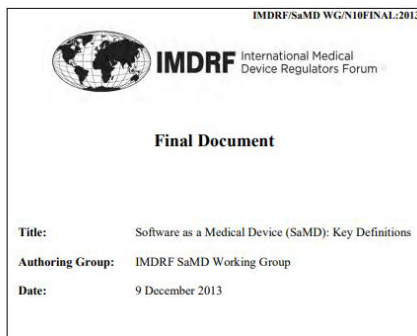 IMDRF/SaMD WG/N10FINAL:2013
IMDRF International Medical
Device Regulators Forum
Final Document
Title: Software as a Medical Device (SaMD): Key Definitions
Authoring Group: IMDRF SaMD Working Group
Date: 9 December 2013